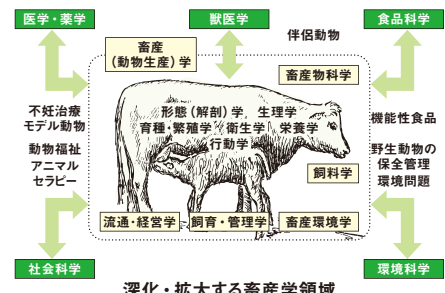 医学・薬学
獣医学
食品科学
伴侶動物
畜産
（動物生産）学
畜産物科学
不妊治療
モデル動物
動物福祉
アニマル
セラピー
形態（解剖）学，生理学
育種・繁殖学　衛生学　栄養学
行動学
機能性食品
野生動物の
保全管理
環境問題
飼料学
流通・経営学
飼育・管理学
畜産環境学
社会科学
環境科学
深化・拡大する畜産学領域